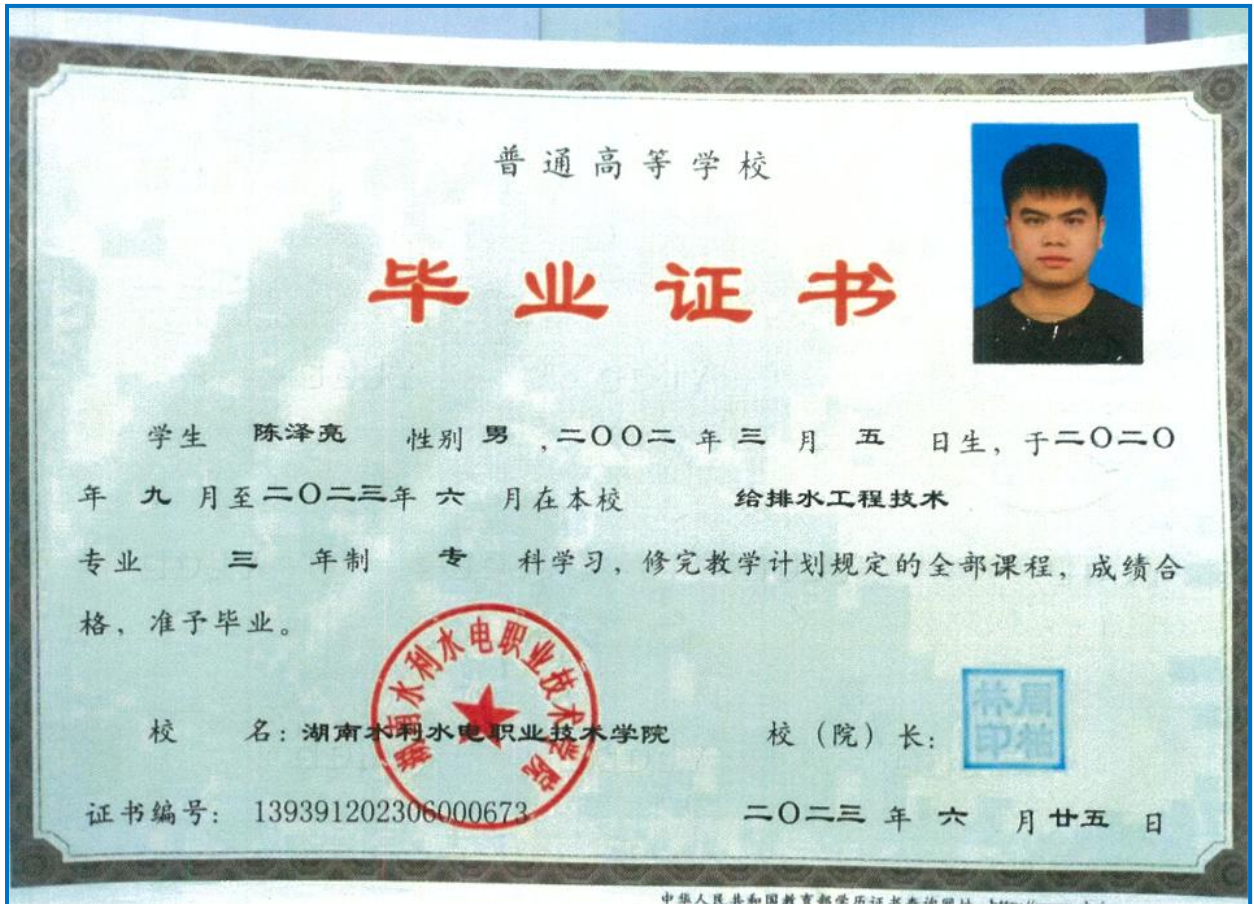 普通高等学校
毕业证书
学生 陈泽亮 性别 男 ,二〇〇二 年 三 月 五 日生, 于二〇二〇
年 九 月至二〇二三年 六 月在本校 给排水工程技术
专业 三 年制 专 科学习, 修完教学计划规定的全部课程, 成绩合
格, 准予毕业。
湖南水利水电职业技术学院
校 名: 湖南水利水电职业技术学院 校 (院) 长:
林周印柚
证书编号: 139391202306000673 二〇二三 年 六 月 廿五 日
中华人民共和国教育部学历证书查询网址